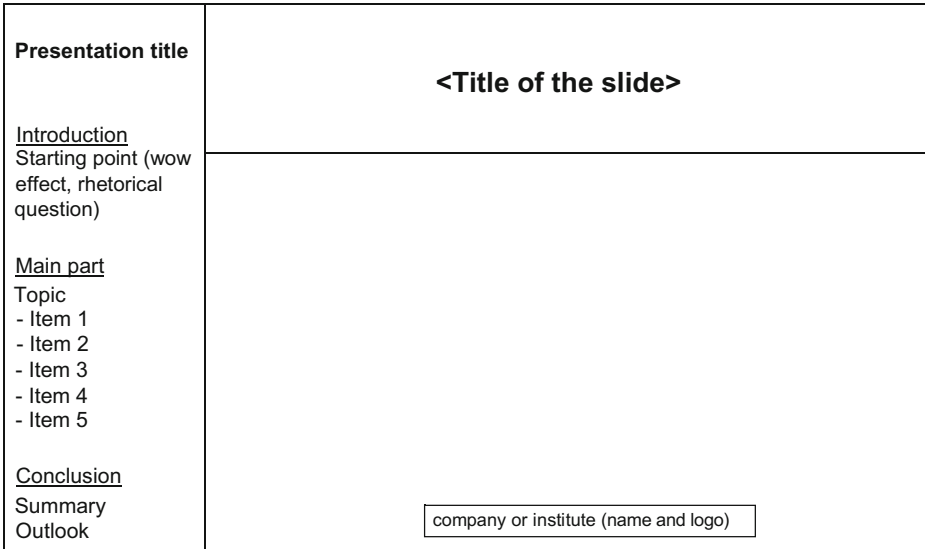 Presentation title
<Title of the slide>
Introduction
Starting point (wow
effect, rhetorical
question)
Main part
Topic
- Item 1
- Item 2
- Item 3
- Item 4
- Item 5
Conclusion
Summary
Outlook
company or institute (name and logo)